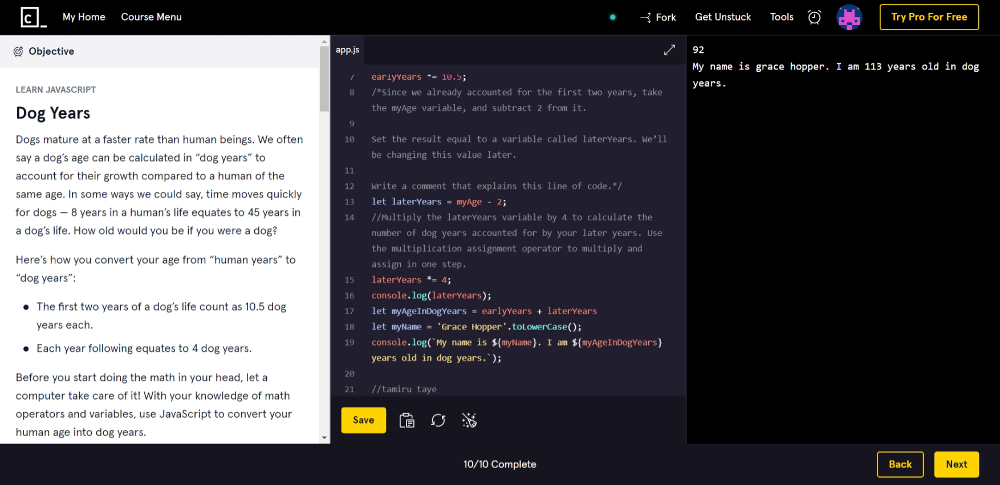 c_
My Home
Course Menu
Fork
Get Unstuck
Tools
Try Pro For Free
Objective
LEARN JAVASCRIPT
Dog Years
Dogs mature at a faster rate than human beings. We often
say a dog’s age can be calculated in “dog years” to
account for their growth compared to a human of the
same age. In some ways we could say, time moves quickly
for dogs — 8 years in a human’s life equates to 45 years in
a dog’s life. How old would you be if you were a dog?
Here’s how you convert your age from “human years” to
“dog years”:
The first two years of a dog’s life count as 10.5 dog
years each.
Each year following equates to 4 dog years.
Before you start doing the math in your head, let a
computer take care of it! With your knowledge of math
operators and variables, use JavaScript to convert your
human age into dog years.
app.js
7 earlyYears *= 10.5;
8 /*Since we already accounted for the first two years, take
the myAge variable, and subtract 2 from it.
9
10 Set the result equal to a variable called laterYears. We’ll
be changing this value later.
11
12 Write a comment that explains this line of code.*/
13 let laterYears = myAge - 2;
14 //Multiply the laterYears variable by 4 to calculate the
number of dog years accounted for by your later years. Use
the multiplication assignment operator to multiply and
assign in one step.
15 laterYears *= 4;
16 console.log(laterYears);
17 let myAgeInDogYears = earlyYears + laterYears
18 let myName = 'Grace Hopper'.toLowerCase();
19 console.log(`My name is ${myName}. I am ${myAgeInDogYears}
years old in dog years.`);
20
21 //tamiru taye
Save
92
My name is grace hopper. I am 113 years old in dog
years.
10/10 Complete
Back
Next